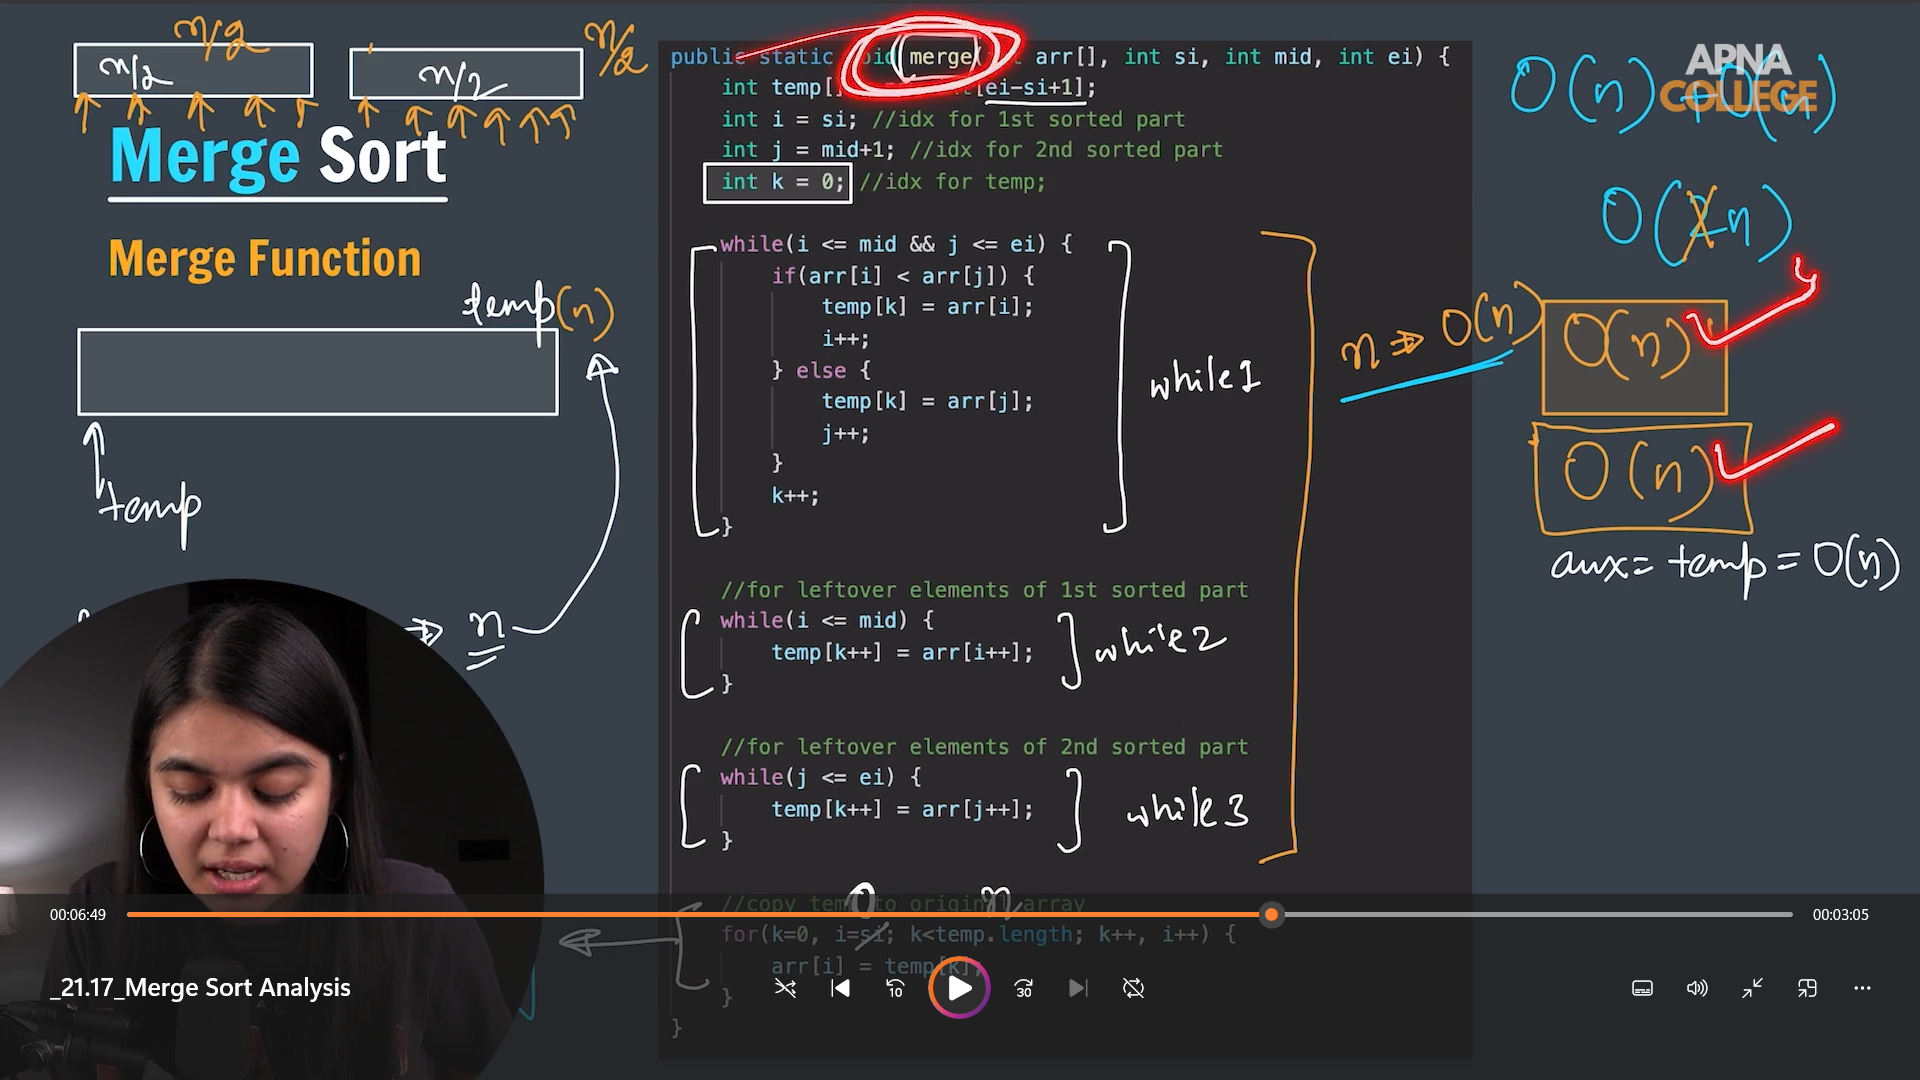 n/2 n/2
n/2 n/2
Merge Sort
Merge Function
temp(n)
temp
⇒ n
public static void merge(int arr[], int si, int mid, int ei) {
int temp[] [ei-si+1];
int i = si; //idx for 1st sorted part
int j = mid+1; //idx for 2nd sorted part
int k = 0; //idx for temp;
while(i <= mid && j <= ei) {
if(arr[i] < arr[j]) {
temp[k] = arr[i];
i++;
} else {
temp[k] = arr[j];
j++;
}
k++;
}
while1
//for leftover elements of 1st sorted part
while(i <= mid) {
temp[k++] = arr[i++];
}
while2
//for leftover elements of 2nd sorted part
while(j <= ei) {
temp[k++] = arr[j++];
}
while3
//copy temp to original array
0 n
for(k=0, i=si; k<temp.length; k++, i++) {
arr[i] = temp[k];
}
}
APNA
COLLEGE
O(n) + O(n)
O(2n)
n ⇒ O(n)
O(n)
O(n)
aux = temp = O(n)
00:06:49
00:03:05
_21.17_Merge Sort Analysis
10
30